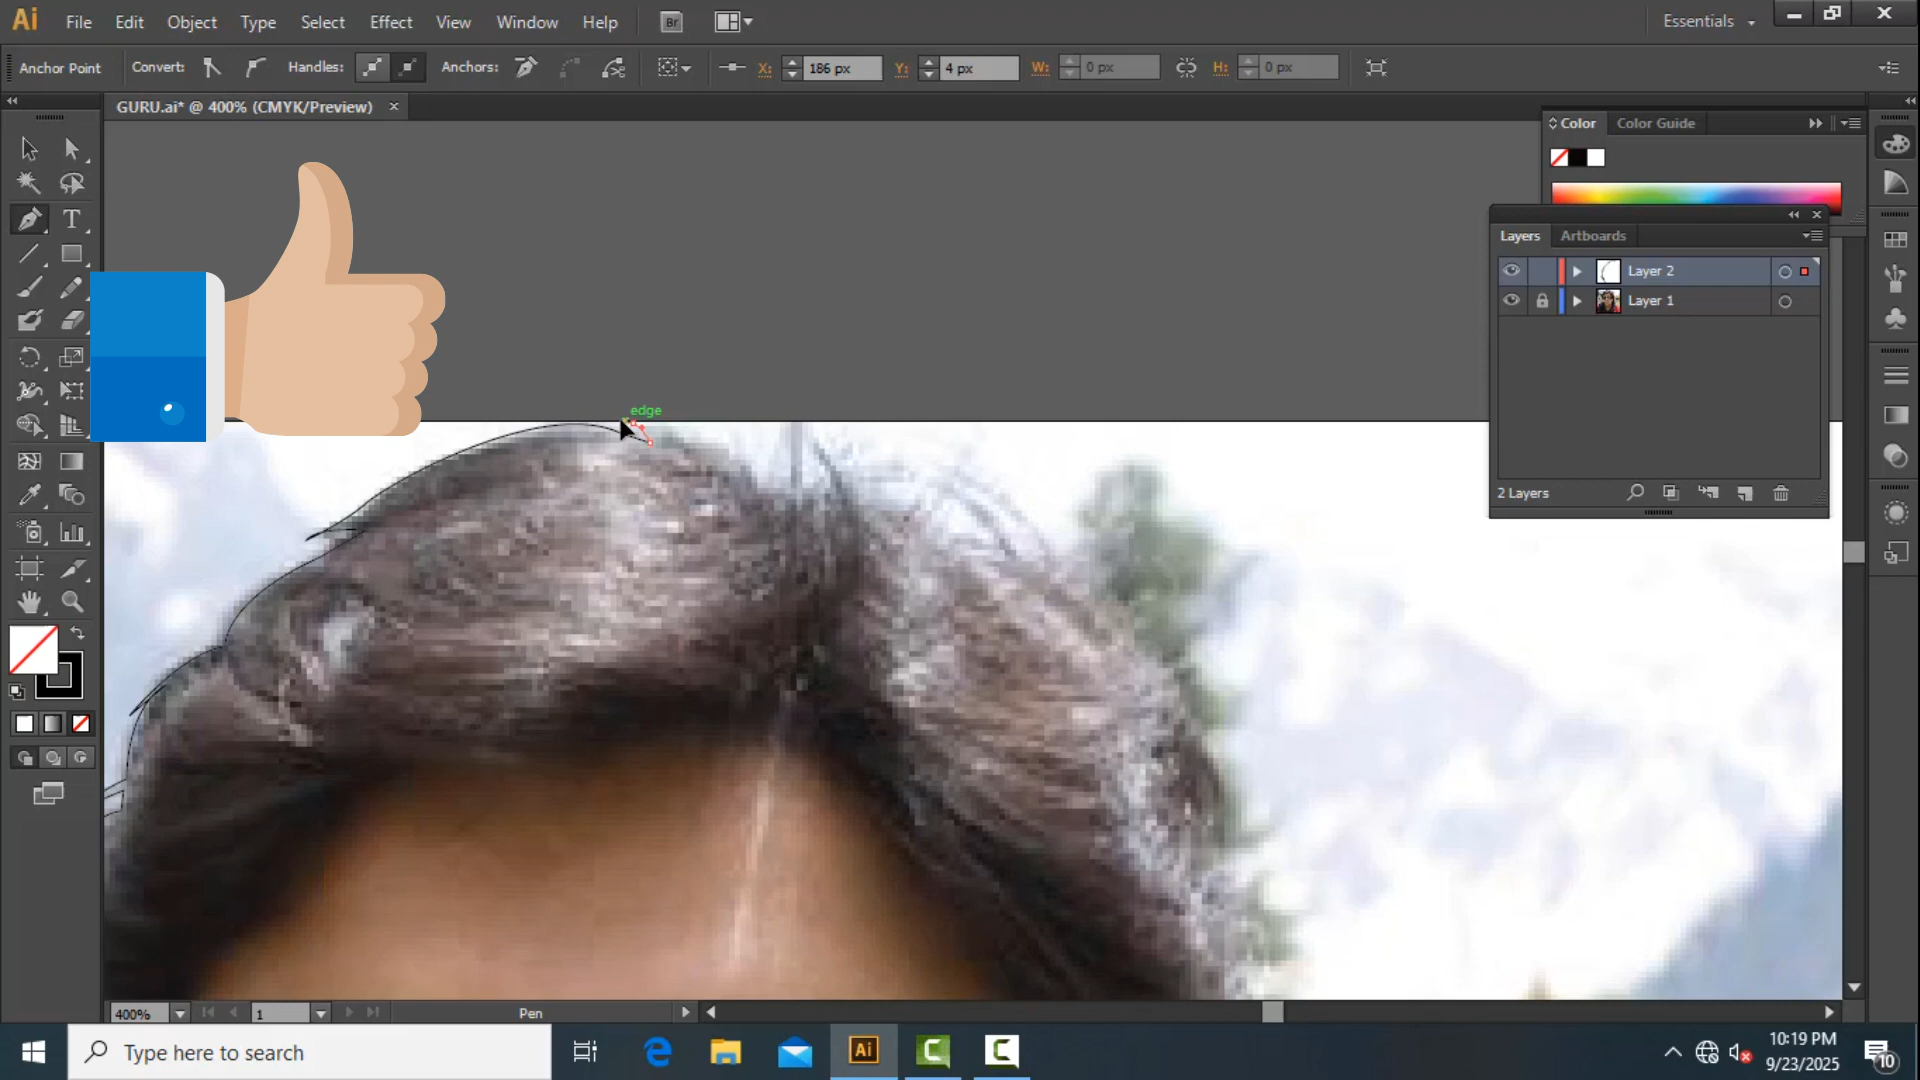 Ai File Edit Object Type Select Effect View Window Help Br Essentials
Anchor Point Convert: Handles: Anchors: X: 186 px Y: 4 px W: 0 px H: 0 px
GURU.ai* @ 400% (CMYK/Preview) ×
Color Color Guide
Layers Artboards
Layer 2
Layer 1
2 Layers
T
edge
400% 1 Pen
Type here to search
Ai
C
C
10:19 PM
9/23/2025
10